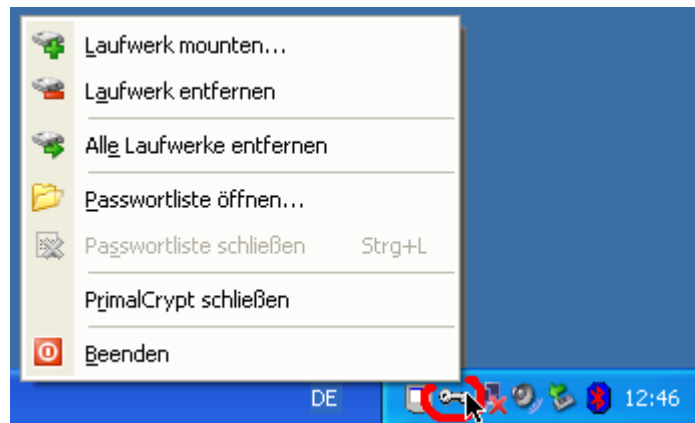 Laufwerk mounten...
Laufwerk entfernen
Alle Laufwerke entfernen
Passwortliste öffnen...
Passwortliste schließen Strg+L
PrimalCrypt schließen
Beenden
DE 12:46